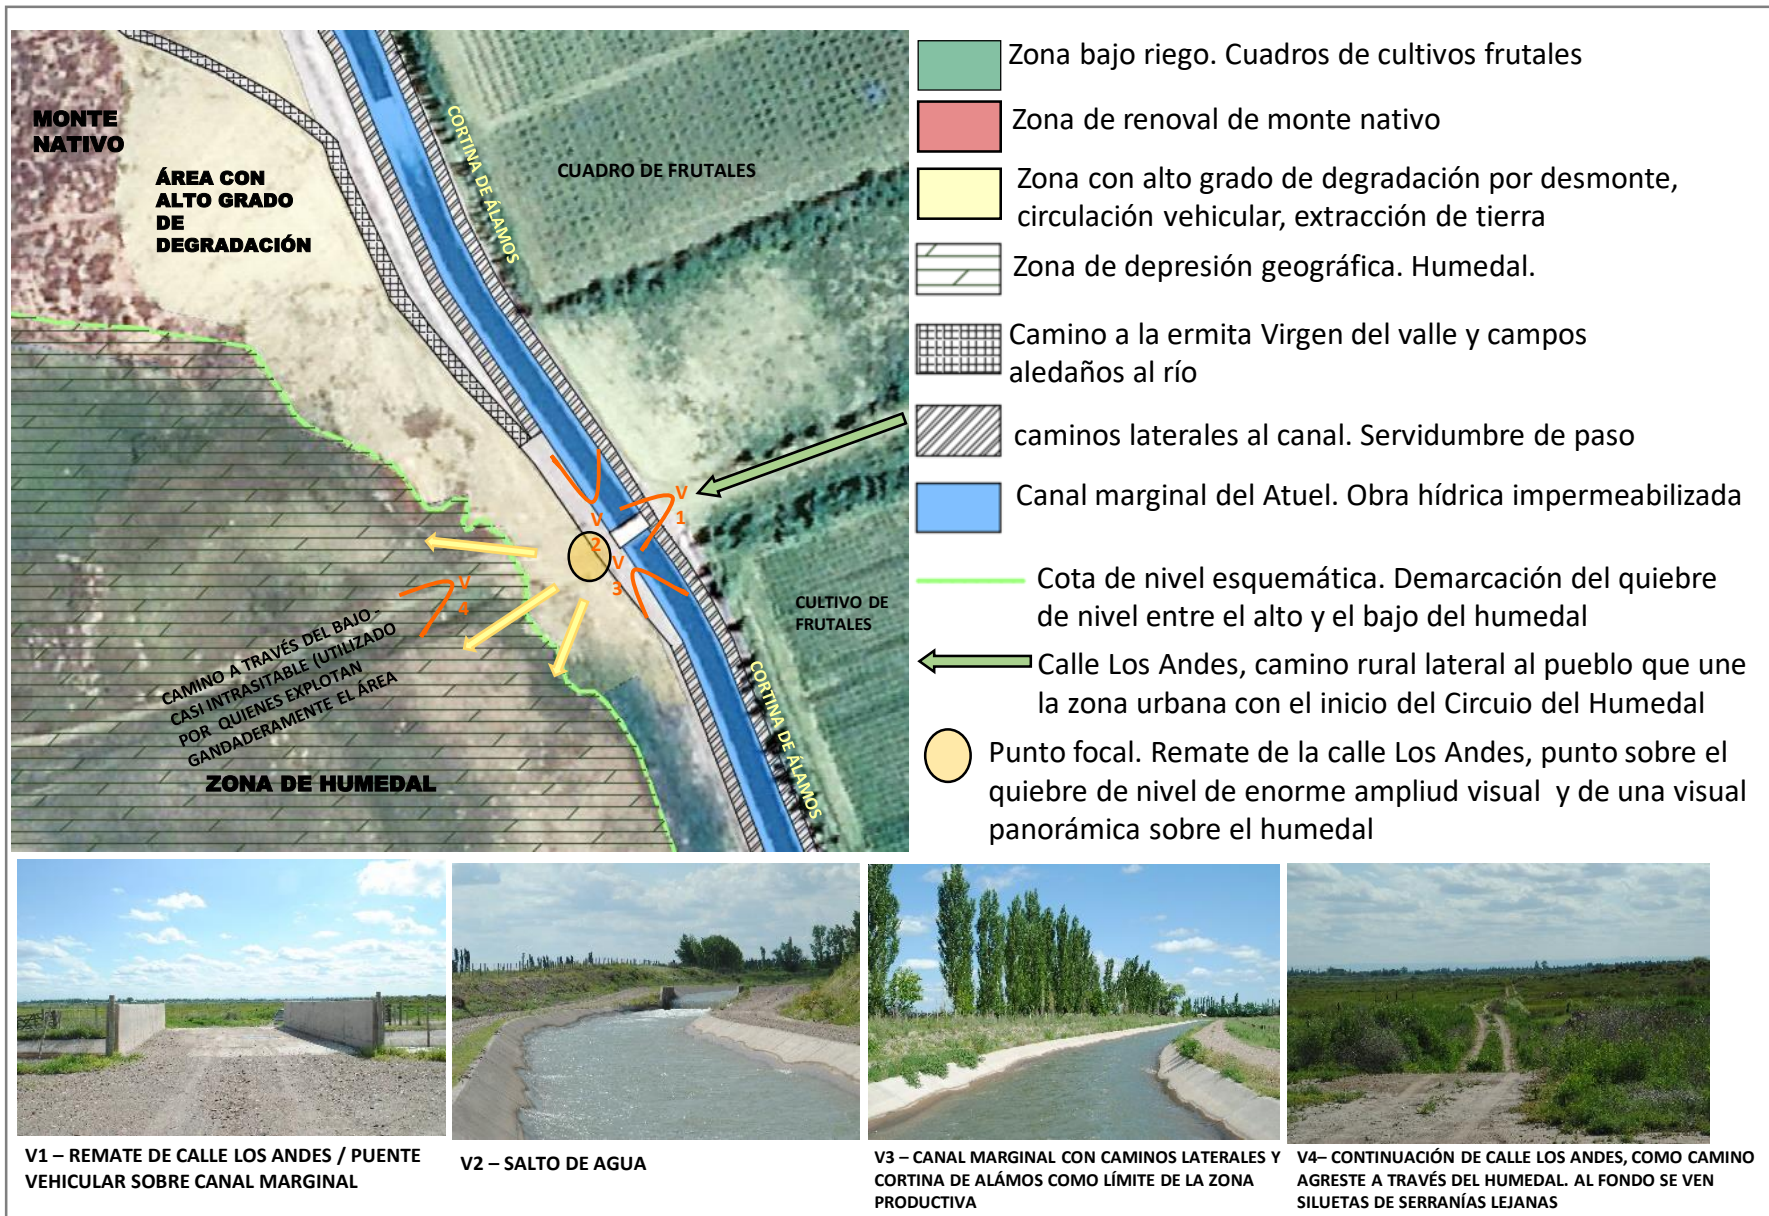 MONTE
NATIVO
ÁREA CON
ALTO GRADO
DE
DEGRADACIÓN
CORTINA DE ÁLAMOS
CUADRO DE FRUTALES
V
1
V
2
V
3
V
4
CULTIVO DE
FRUTALES
CORTINA DE ÁLAMOS
CAMINO A TRAVÉS DEL BAJO -
CASI INTRASITABLE (UTILIZADO
POR QUIENES EXPLOTAN
GANDADERAMENTE EL ÁREA
ZONA DE HUMEDAL
Zona bajo riego. Cuadros de cultivos frutales
Zona de renoval de monte nativo
Zona con alto grado de degradación por desmonte,
circulación vehicular, extracción de tierra
Zona de depresión geográfica. Humedal.
Camino a la ermita Virgen del valle y campos
aledaños al río
caminos laterales al canal. Servidumbre de paso
Canal marginal del Atuel. Obra hídrica impermeabilizada
Cota de nivel esquemática. Demarcación del quiebre
de nivel entre el alto y el bajo del humedal
Calle Los Andes, camino rural lateral al pueblo que une
la zona urbana con el inicio del Circuio del Humedal
Punto focal. Remate de la calle Los Andes, punto sobre el
quiebre de nivel de enorme ampliud visual y de una visual
panorámica sobre el humedal
V1 – REMATE DE CALLE LOS ANDES / PUENTE
VEHICULAR SOBRE CANAL MARGINAL
V2 – SALTO DE AGUA
V3 – CANAL MARGINAL CON CAMINOS LATERALES Y
CORTINA DE ALÁMOS COMO LÍMITE DE LA ZONA
PRODUCTIVA
V4– CONTINUACIÓN DE CALLE LOS ANDES, COMO CAMINO
AGRESTE A TRAVÉS DEL HUMEDAL. AL FONDO SE VEN
SILUETAS DE SERRANÍAS LEJANAS